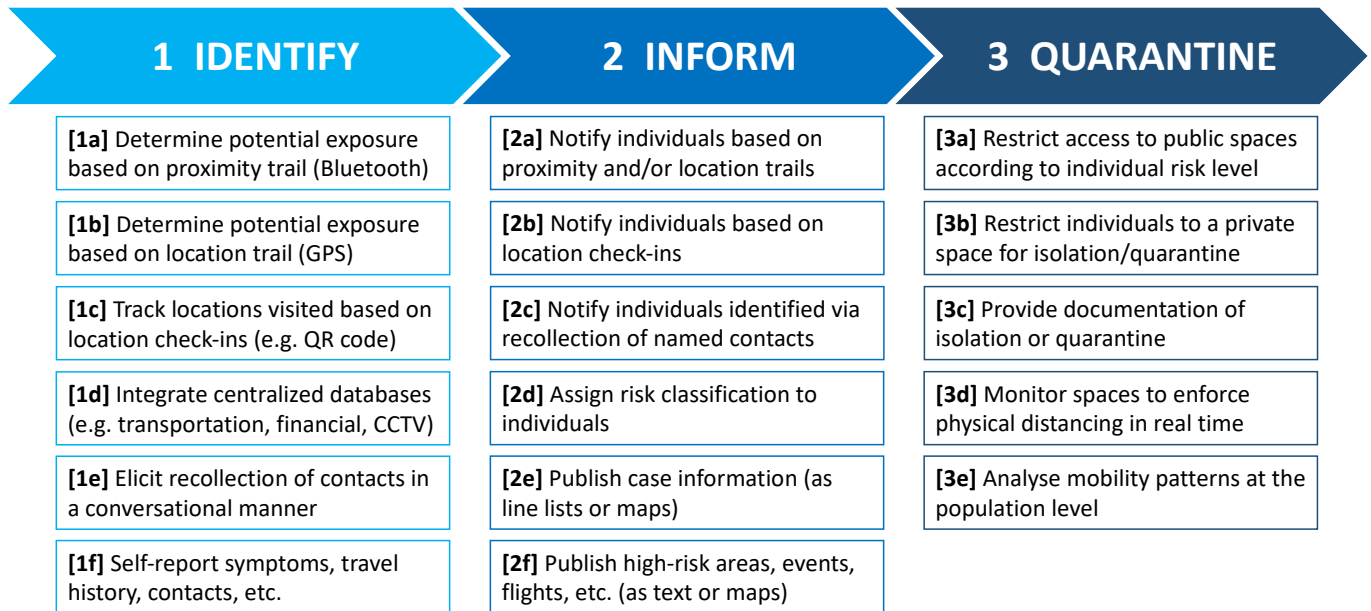 1 IDENTIFY
2 INFORM
3 QUARANTINE
[1a] Determine potential exposure
based on proximity trail (Bluetooth)
[1b] Determine potential exposure
based on location trail (GPS)
[1c] Track locations visited based on
location check-ins (e.g. QR code)
[1d] Integrate centralized databases
(e.g. transportation, financial, CCTV)
[1e] Elicit recollection of contacts in
a conversational manner
[1f] Self-report symptoms, travel
history, contacts, etc.
[2a] Notify individuals based on
proximity and/or location trails
[2b] Notify individuals based on
location check-ins
[2c] Notify individuals identified via
recollection of named contacts
[2d] Assign risk classification to
individuals
[2e] Publish case information (as
line lists or maps)
[2f] Publish high-risk areas, events,
flights, etc. (as text or maps)
[3a] Restrict access to public spaces
according to individual risk level
[3b] Restrict individuals to a private
space for isolation/quarantine
[3c] Provide documentation of
isolation or quarantine
[3d] Monitor spaces to enforce
physical distancing in real time
[3e] Analyse mobility patterns at the
population level